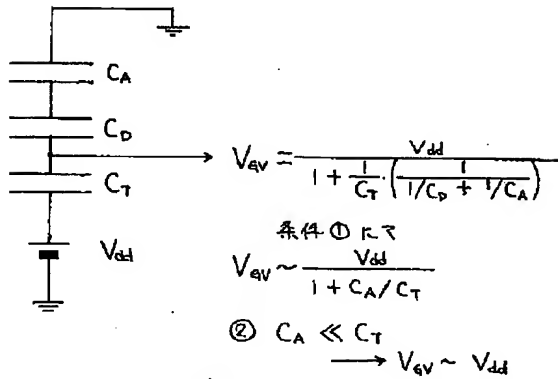 C_A
C_D
C_T
V_dd
V_GV = V_dd / (1 + 1/C_T · (1 / (1/C_D + 1/C_A)))
条件 ① にて
V_GV ~ V_dd / (1 + C_A/C_T)
② C_A ≪ C_T
→ V_GV ~ V_dd